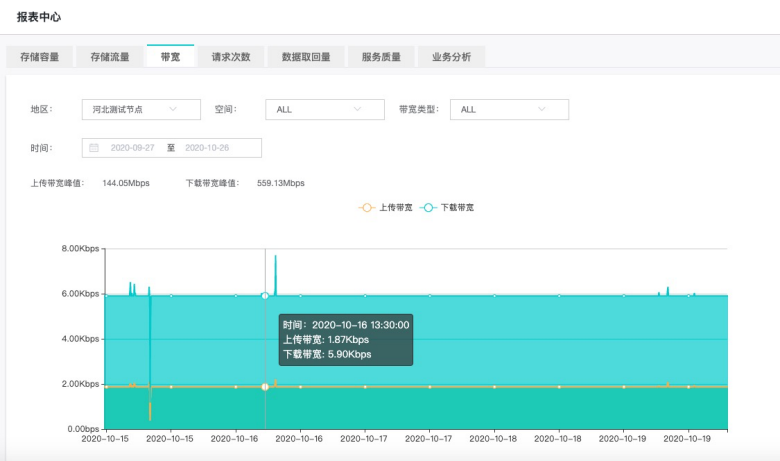 报表中心
存储容量 存储流量 带宽 请求次数 数据取回量 服务质量 业务分析
地区： 河北测试节点 空间： ALL 带宽类型： ALL
时间： 2020-09-27 至 2020-10-26
上传带宽峰值： 144.05Mbps 下载带宽峰值： 559.13Mbps
上传带宽 下载带宽
8.00Kbps
6.00Kbps
时间：2020-10-16 13:30:00
4.00Kbps
上传带宽: 1.87Kbps
下载带宽: 5.90Kbps
2.00Kbps
0.00bps
2020-10-15 2020-10-15 2020-10-16 2020-10-16 2020-10-17 2020-10-17 2020-10-18 2020-10-18 2020-10-19 2020-10-19